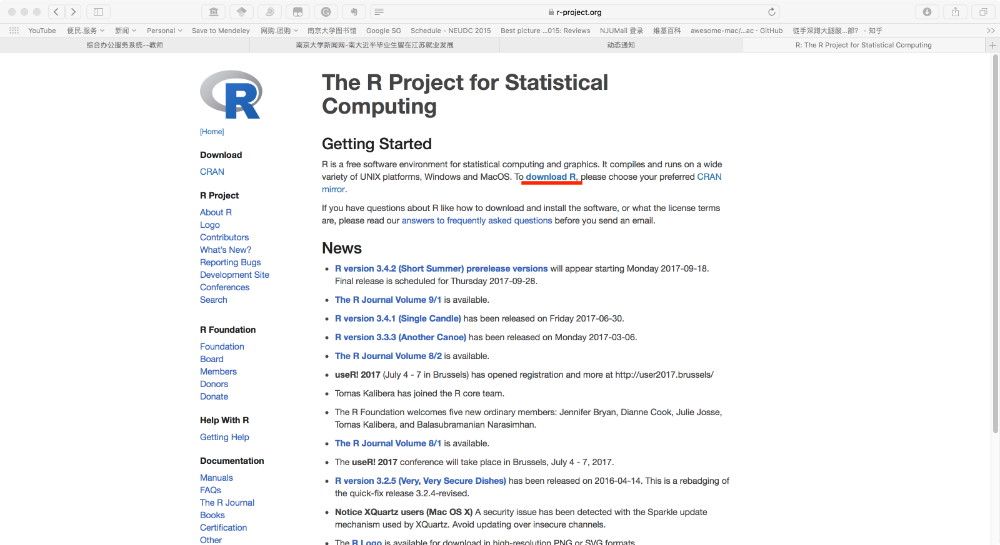 r-project.org
YouTube 便民.服务 新闻 Personal Save to Mendeley 网购.团购 南京大学图书馆 Google SG Schedule - NEUDC 2015 Best picture ...015: Reviews NJUMail 登录 维基百科 awesome-mac/...ac · GitHub 徒手深蹲大腿酸...部? - 知乎
综合办公服务系统--教师 南京大学新闻网-南大近半毕业生留在江苏就业发展 动态通知 R: The R Project for Statistical Computing
R
[Home]
Download
CRAN
R Project
About R
Logo
Contributors
What's New?
Reporting Bugs
Development Site
Conferences
Search
R Foundation
Foundation
Board
Members
Donors
Donate
Help With R
Getting Help
Documentation
Manuals
FAQs
The R Journal
Books
Certification
Other
The R Project for Statistical
Computing
Getting Started
R is a free software environment for statistical computing and graphics. It compiles and runs on a wide
variety of UNIX platforms, Windows and MacOS. To download R, please choose your preferred CRAN
mirror.
If you have questions about R like how to download and install the software, or what the license terms
are, please read our answers to frequently asked questions before you send an email.
News
• R version 3.4.2 (Short Summer) prerelease versions will appear starting Monday 2017-09-18.
Final release is scheduled for Thursday 2017-09-28.
• The R Journal Volume 9/1 is available.
• R version 3.4.1 (Single Candle) has been released on Friday 2017-06-30.
• R version 3.3.3 (Another Canoe) has been released on Monday 2017-03-06.
• The R Journal Volume 8/2 is available.
• useR! 2017 (July 4 - 7 in Brussels) has opened registration and more at http://user2017.brussels/
• Tomas Kalibera has joined the R core team.
• The R Foundation welcomes five new ordinary members: Jennifer Bryan, Dianne Cook, Julie Josse,
Tomas Kalibera, and Balasubramanian Narasimhan.
• The R Journal Volume 8/1 is available.
• The useR! 2017 conference will take place in Brussels, July 4 - 7, 2017.
• R version 3.2.5 (Very, Very Secure Dishes) has been released on 2016-04-14. This is a rebadging of
the quick-fix release 3.2.4-revised.
• Notice XQuartz users (Mac OS X) A security issue has been detected with the Sparkle update
mechanism used by XQuartz. Avoid updating over insecure channels.
• The R Logo is available for download in high-resolution PNG or SVG formats.